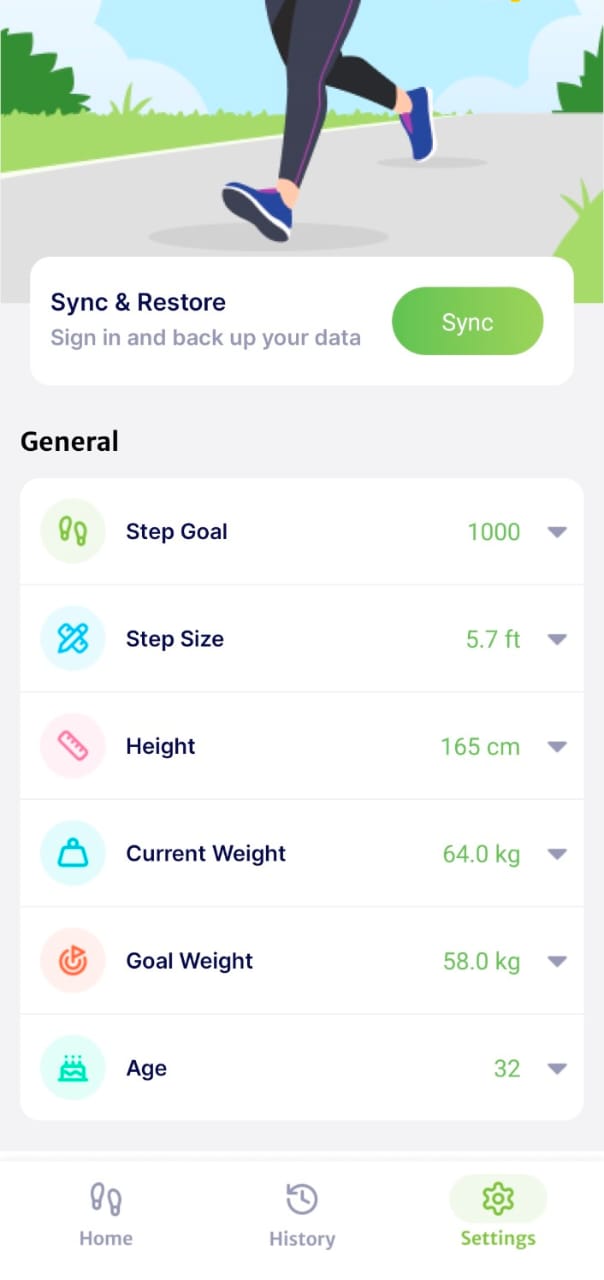 Sync & Restore
Sign in and back up your data
Sync
General
Step Goal 1000
Step Size 5.7 ft
Height 165 cm
Current Weight 64.0 kg
Goal Weight 58.0 kg
Age 32
Home History Settings